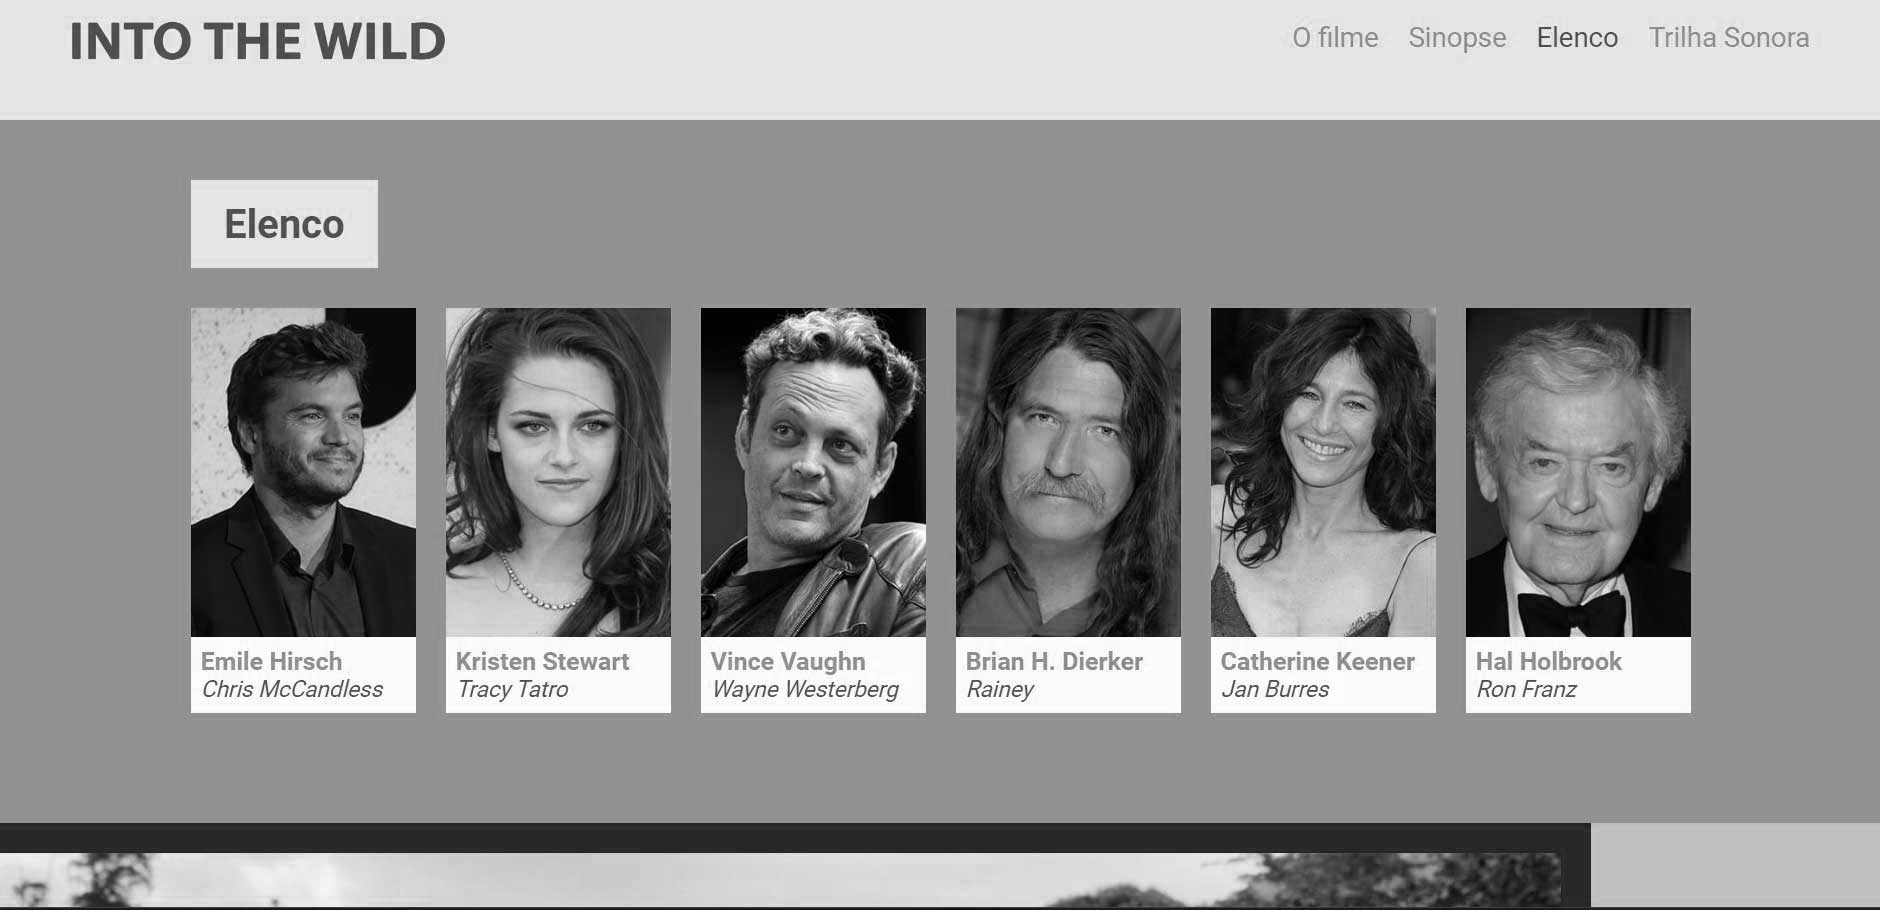 INTO THE WILD
O filme Sinopse Elenco Trilha Sonora
Elenco
Emile Hirsch
Chris McCandless
Kristen Stewart
Tracy Tatro
Vince Vaughn
Wayne Westerberg
Brian H. Dierker
Rainey
Catherine Keener
Jan Burres
Hal Holbrook
Ron Franz